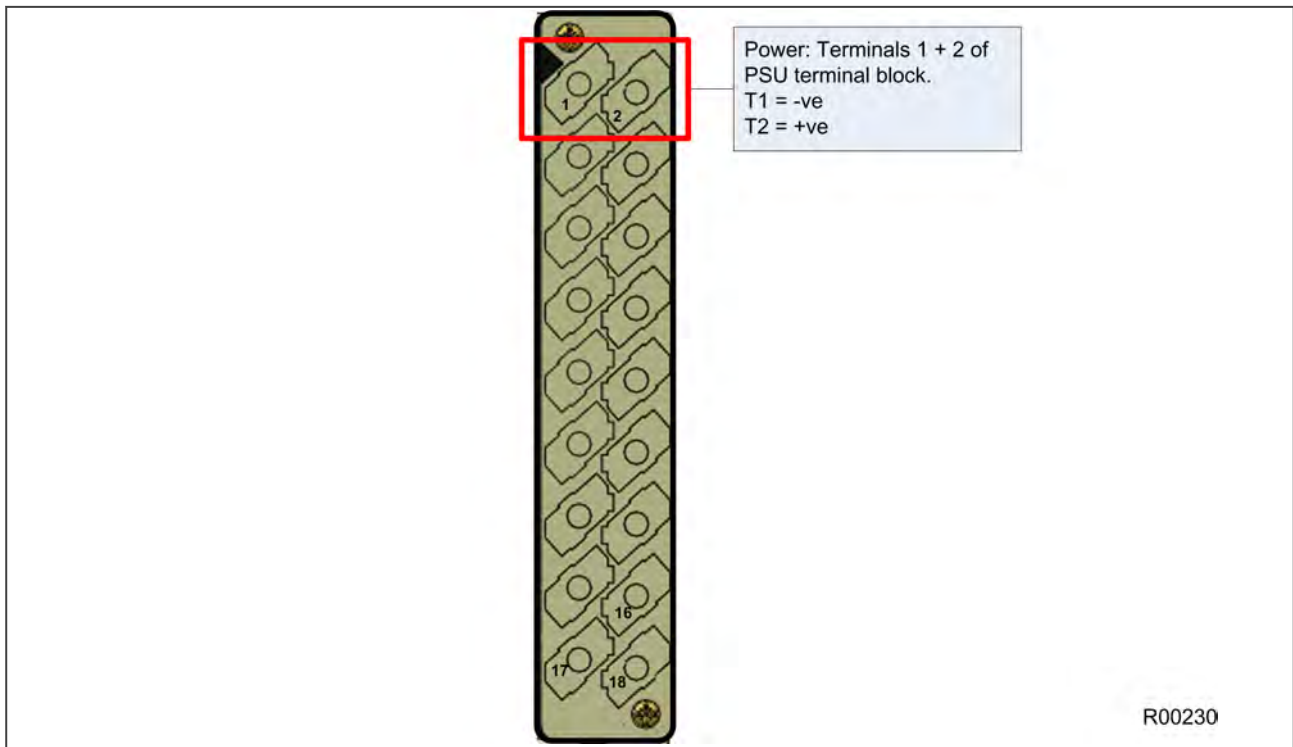 Power: Terminals 1 + 2 of
PSU terminal block.
T1 = -ve
T2 = +ve
1
2
16
17
18
R00230